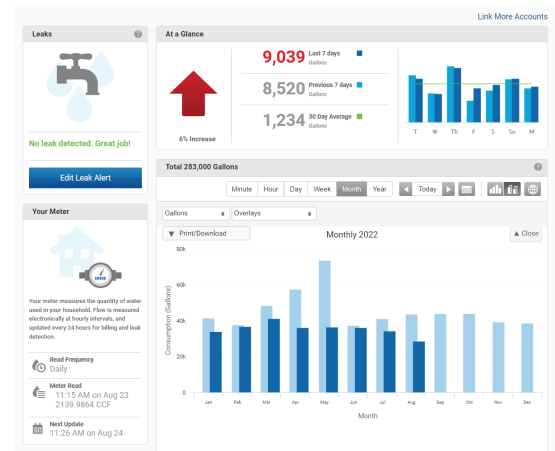 Link More Accounts
Leaks
No leak detected. Great job!
Edit Leak Alert
Your Meter
Your meter measures the quantity of water
used in your household. Flow is measured
electronically at hourly intervals, and
updated every 24 hours for billing and leak
detection.
Read Frequency
Daily
Meter Read
11:15 AM on Aug 23
2139.9864 CCF
Next Update
11:26 AM on Aug 24
At a Glance
6% Increase
9,039 Last 7 days
Gallons
8,520 Previous 7 days
Gallons
1,234 30 Day Average
Gallons
T W Th F S Su M
Total 283,000 Gallons
Minute Hour Day Week Month Year Today
Gallons Overlays
Print/Download
Monthly 2022
Close
Consumption (Gallons)
80k
60k
40k
20k
0
Jan Feb Mar Apr May Jun Jul Aug Sep Oct Nov Dec
Month